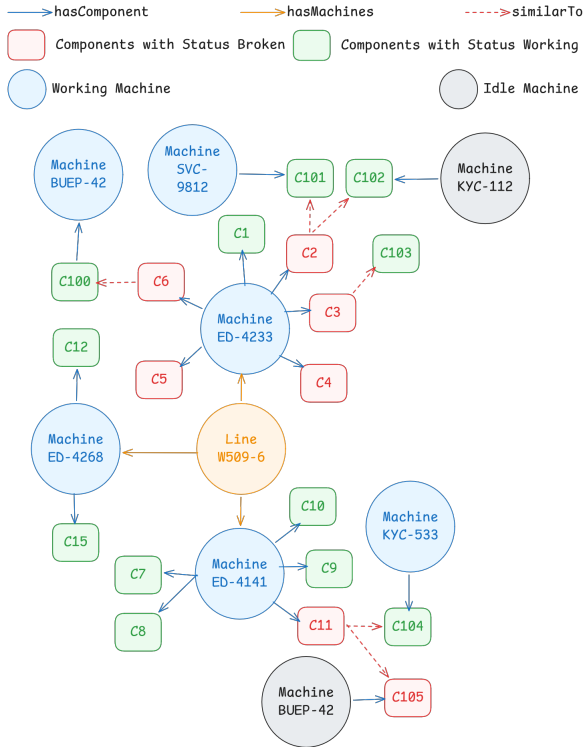 hasComponent
hasMachines
similarTo
Components with Status Broken
Components with Status Working
Working Machine
Idle Machine
Machine
BUEP-42
Machine
SVC-
9812
C101
C102
Machine
KYC-112
C1
C2
C103
C100
C6
C3
Machine
ED-4233
C12
C5
C4
Machine
ED-4268
Line
W509-6
C10
Machine
KYC-533
C15
C7
Machine
ED-4141
C9
C8
C11
C104
Machine
BUEP-42
C105